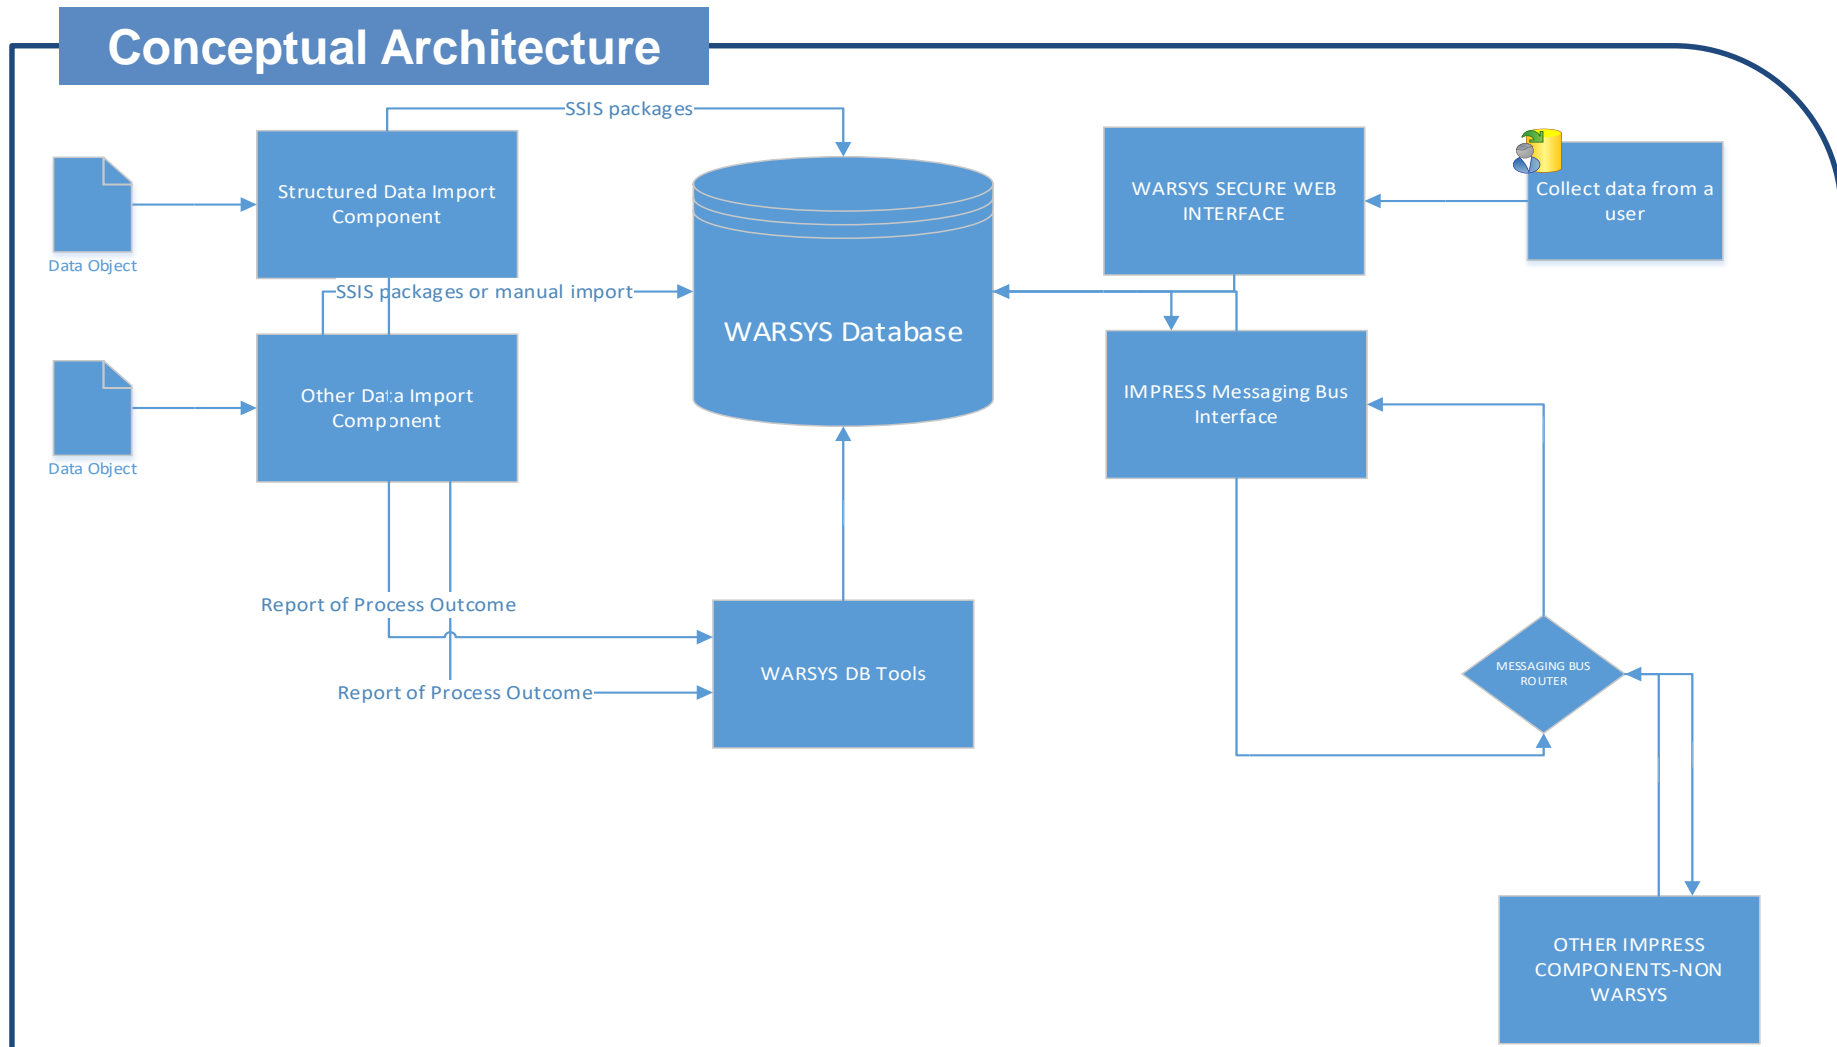 Conceptual Architecture
SSIS packages
Structured Data Import
Component
Data Object
SSIS packages or manual import
Other Data Import
Component
Data Object
WARSYS Database
Report of Process Outcome
Report of Process Outcome
WARSYS DB Tools
WARSYS SECURE WEB
INTERFACE
Collect data from a
user
IMPRESS Messaging Bus
Interface
MESSAGING BUS
ROUTER
OTHER IMPRESS
COMPONENTS-NON
WARSYS